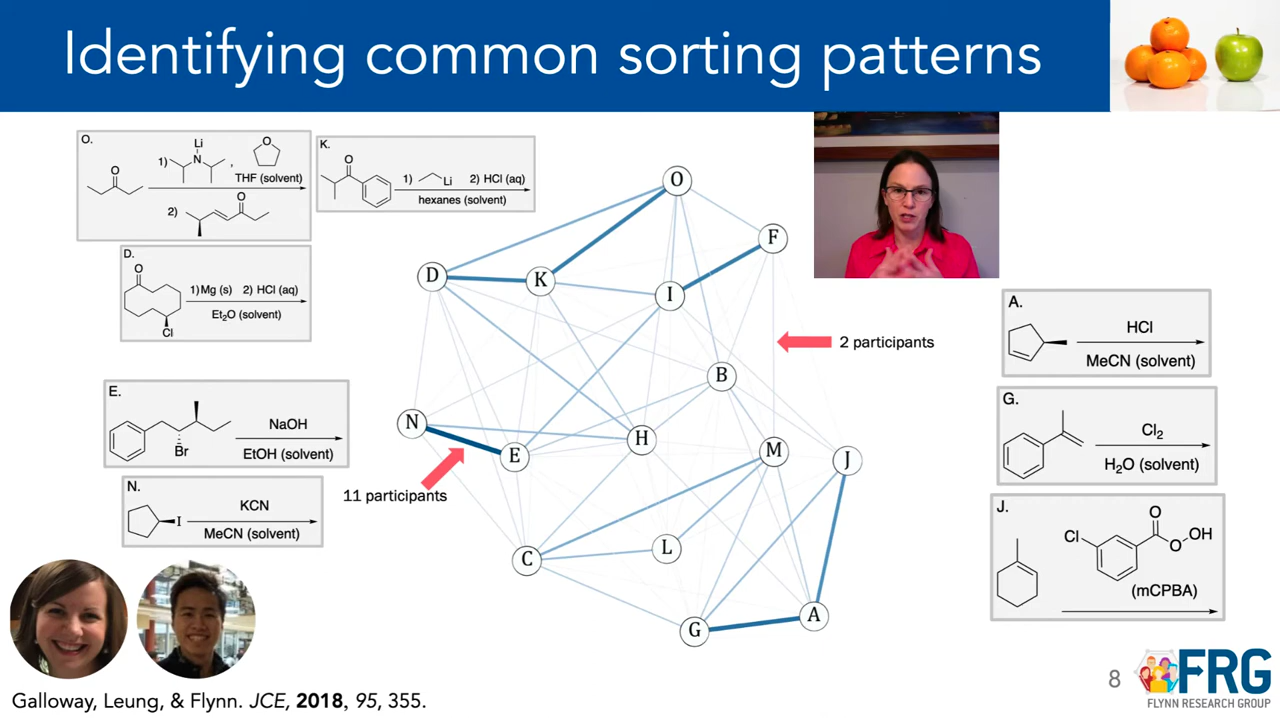 Identifying common sorting patterns
O.
Li
N
O
O
1)
,
THF (solvent)
2)
O
K.
O
1)
Li
2) HCl (aq)
hexanes (solvent)
D.
O
1)Mg (s) 2) HCl (aq)
Et2O (solvent)
Cl
E.
Br
NaOH
EtOH (solvent)
N.
I
KCN
MeCN (solvent)
O
F
D
K
I
B
N
E
H
M
J
C
L
G
A
2 participants
11 participants
A.
HCl
MeCN (solvent)
G.
Cl2
H2O (solvent)
J.
Cl
O
O
OH
(mCPBA)
Galloway, Leung, & Flynn. JCE, 2018, 95, 355.
8
FRG
FLYNN RESEARCH GROUP